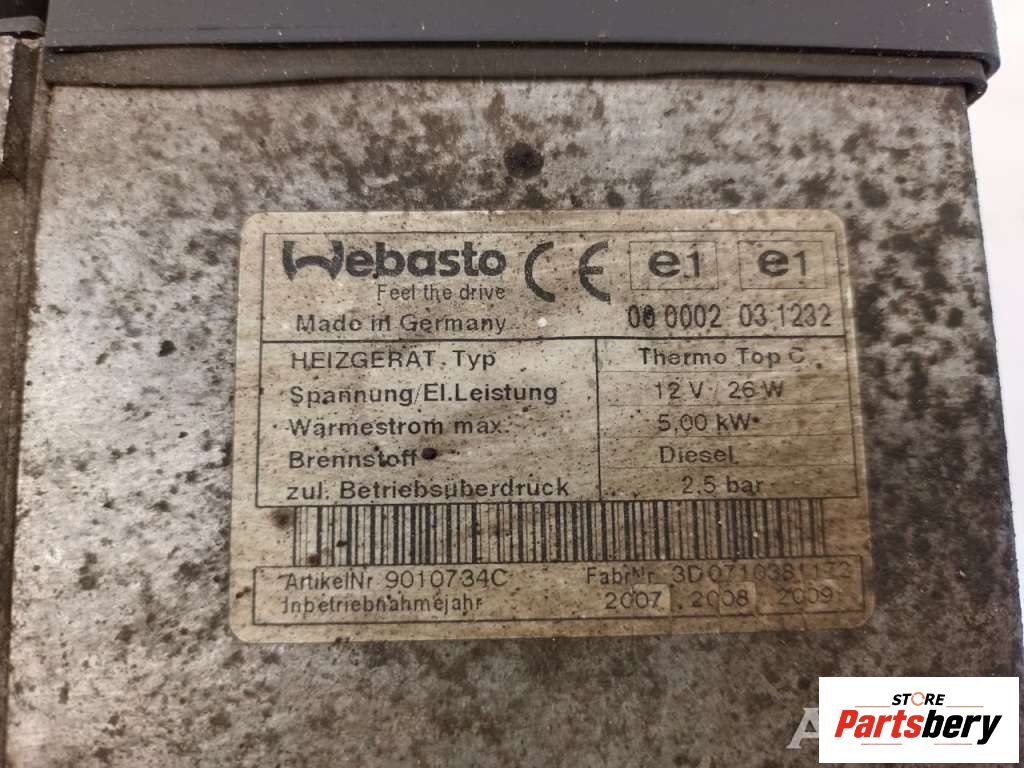 Webasto CE e1 e1
Feel the drive
Made in Germany 00 0002 03 1232
HEIZGERÄT. Typ Thermo Top C
Spannung/El.Leistung 12 V / 26 W
Wärmestrom max. 5,00 kW
Brennstoff Diesel
zul. Betriebsüberdruck 2,5 bar
ArtikelNr. 9010734C FabrNr.
Inbetriebnahmejahr 2007 2008 2009
STORE
Partsbery